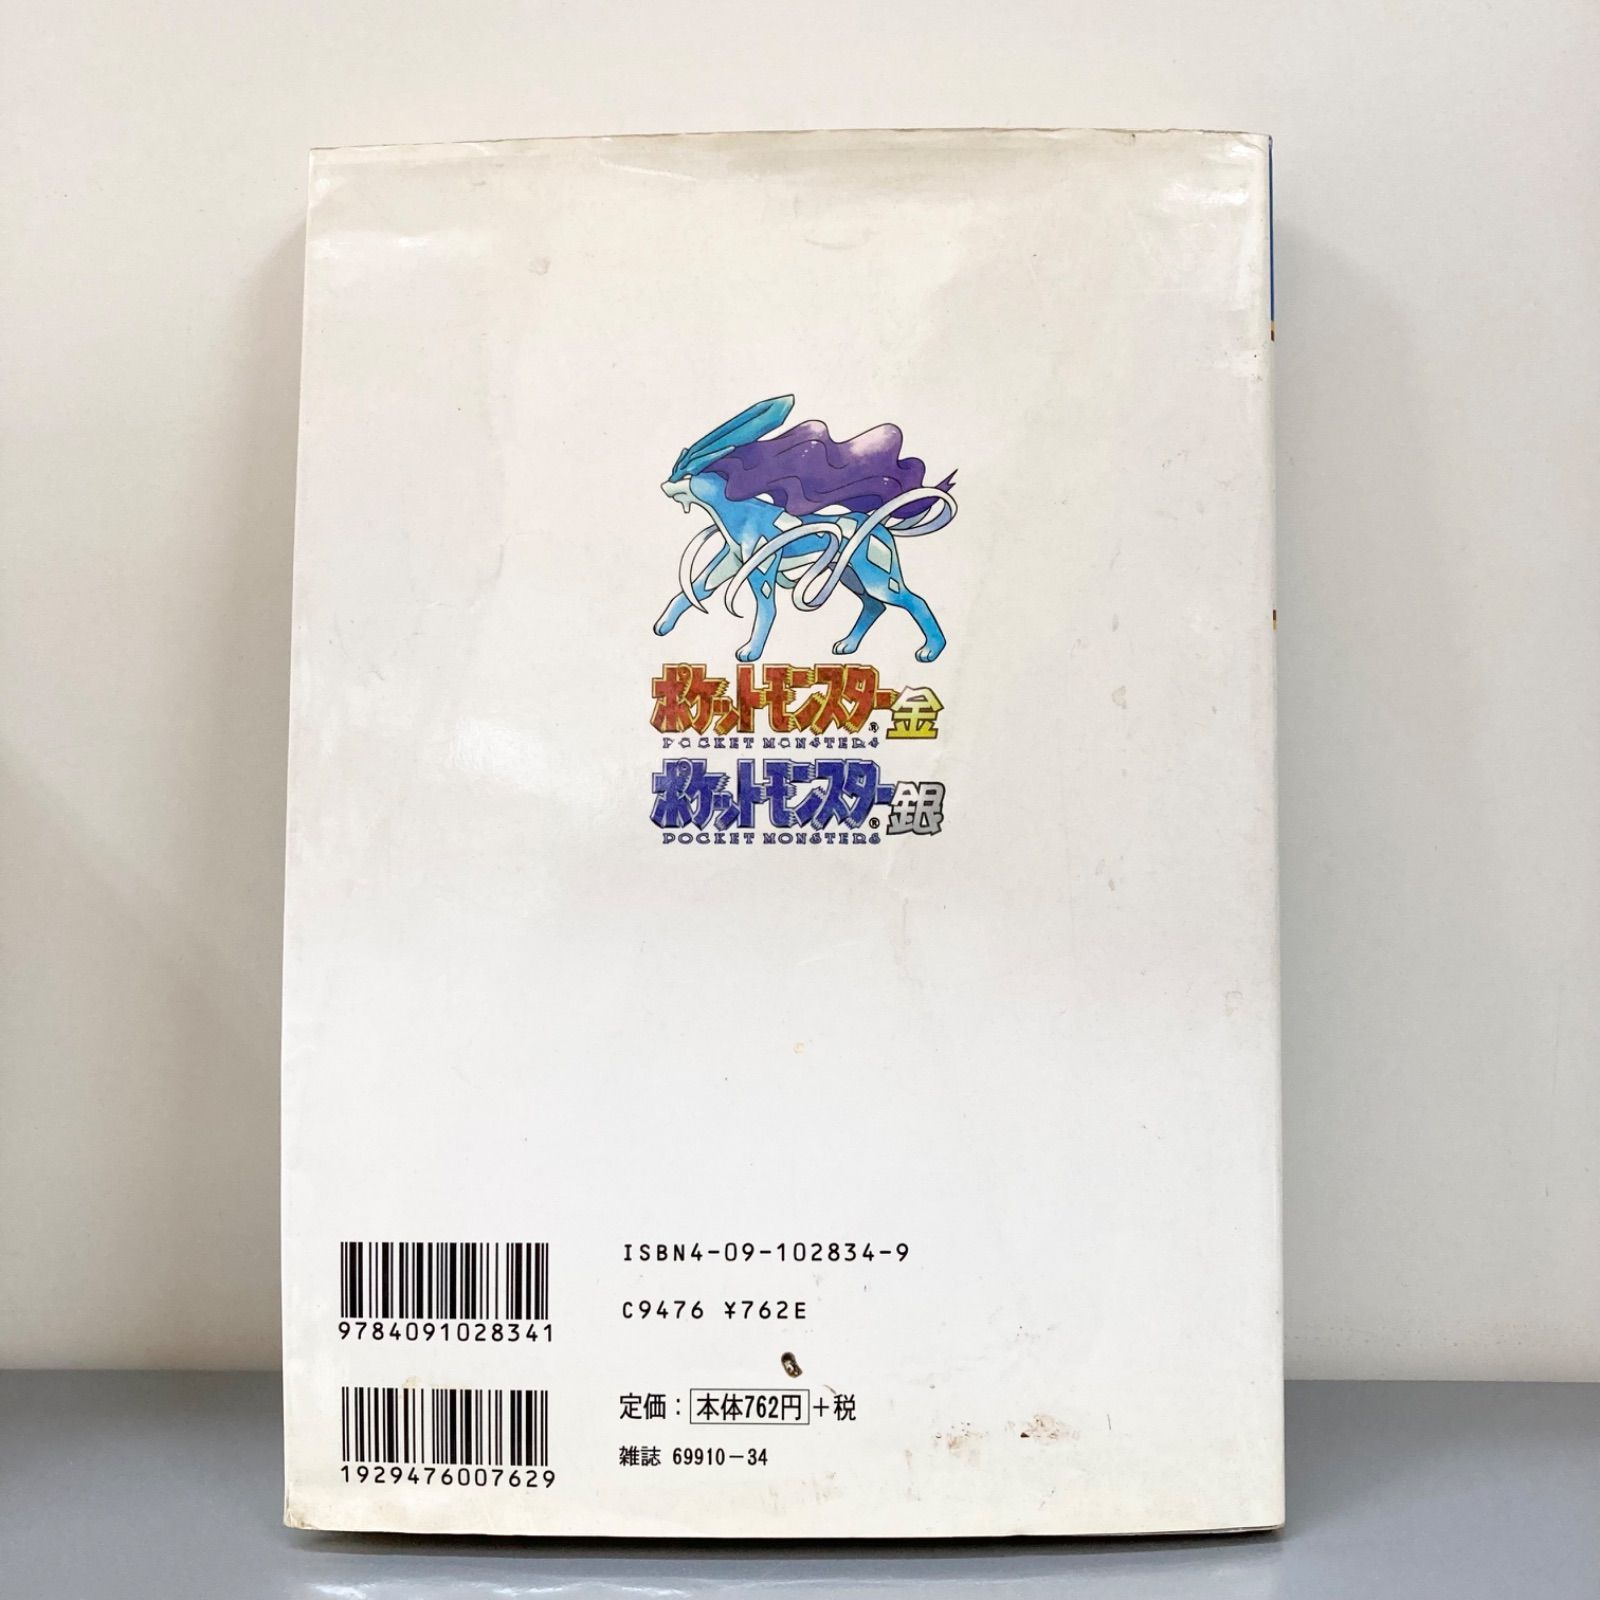 ポケットモンスター金
POCKET MONSTERS
ポケットモンスター銀
POCKET MONSTERS
ISBN4-09-102834-9
C9476 ¥762E
9784091028341
定価：本体762円+税
雑誌 69910-34
1929476007629